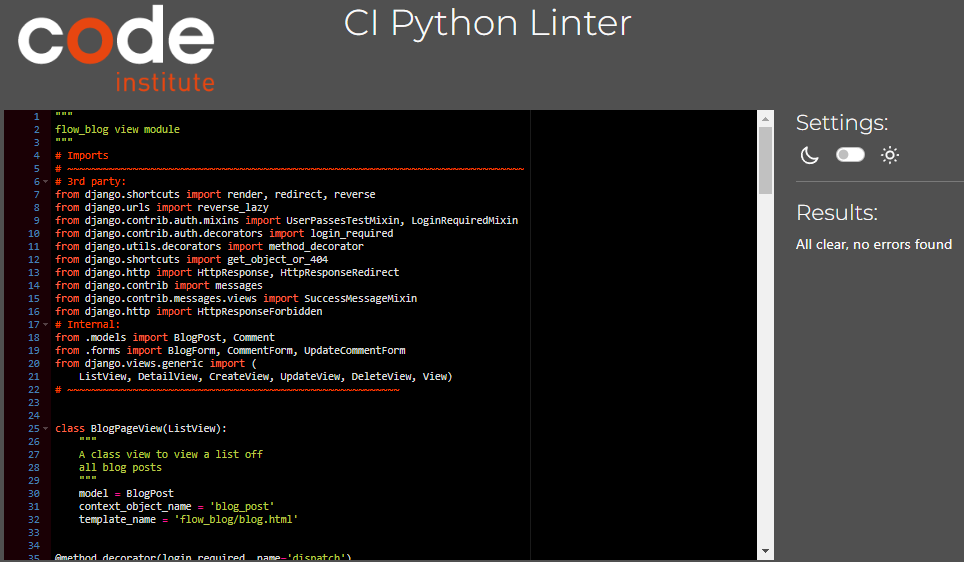 code
institute
CI Python Linter
1 """
2 flow_blog view module
3 """
4 # Imports
5 # ~~~~~~~~~~~~~~~~~~~~~~~~~~~~~~~~~~~~~~~~~~~~~~~~~~~~~~~~~~~~~~~~~~~~~~~~~~~~~
6 # 3rd party:
7 from django.shortcuts import render, redirect, reverse
8 from django.urls import reverse_lazy
9 from django.contrib.auth.mixins import UserPassesTestMixin, LoginRequiredMixin
10 from django.contrib.auth.decorators import login_required
11 from django.utils.decorators import method_decorator
12 from django.shortcuts import get_object_or_404
13 from django.http import HttpResponse, HttpResponseRedirect
14 from django.contrib import messages
15 from django.contrib.messages.views import SuccessMessageMixin
16 from django.http import HttpResponseForbidden
17 # Internal:
18 from .models import BlogPost, Comment
19 from .forms import BlogForm, CommentForm, UpdateCommentForm
20 from django.views.generic import (
21     ListView, DetailView, CreateView, UpdateView, DeleteView, View)
22 # ~~~~~~~~~~~~~~~~~~~~~~~~~~~~~~~~~~~~~~~~~~~~~~~~~~~~~~~~
23
24
25 class BlogPageView(ListView):
26     """
27     A class view to view a list off
28     all blog posts
29     """
30     model = BlogPost
31     context_object_name = 'blog_post'
32     template_name = 'flow_blog/blog.html'
33
34
35 @method_decorator(login_required, name='dispatch')
Settings:
Results:
All clear, no errors found